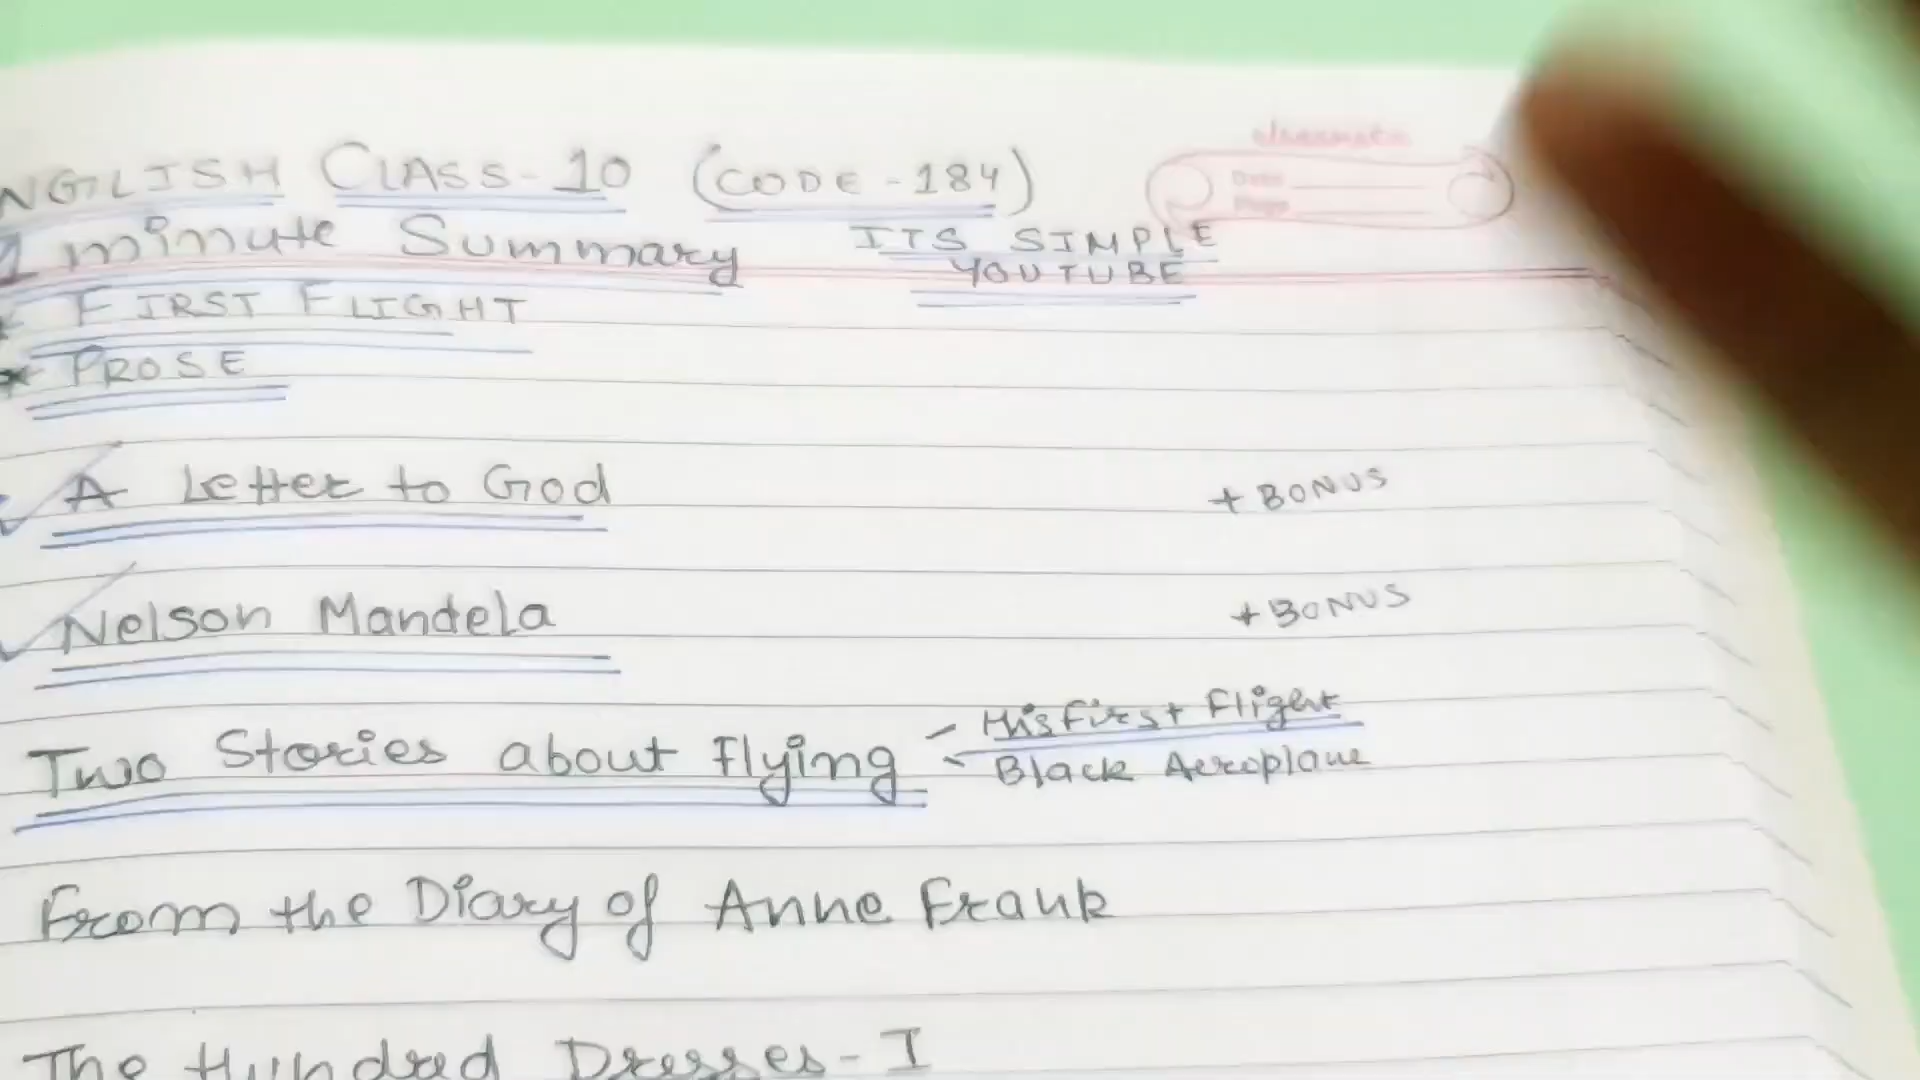 NGLISH CLASS-10 (CODE-184)
1 minute Summary
ITS SIMPLE
YOUTUBE
FIRST FLIGHT
* PROSE
A Letter to God + BONUS
Nelson Mandela + BONUS
Two Stories about Flying - His First Flight
- Black Aeroplane
From the Diary of Anne Frank
The Hundred Dresses-I